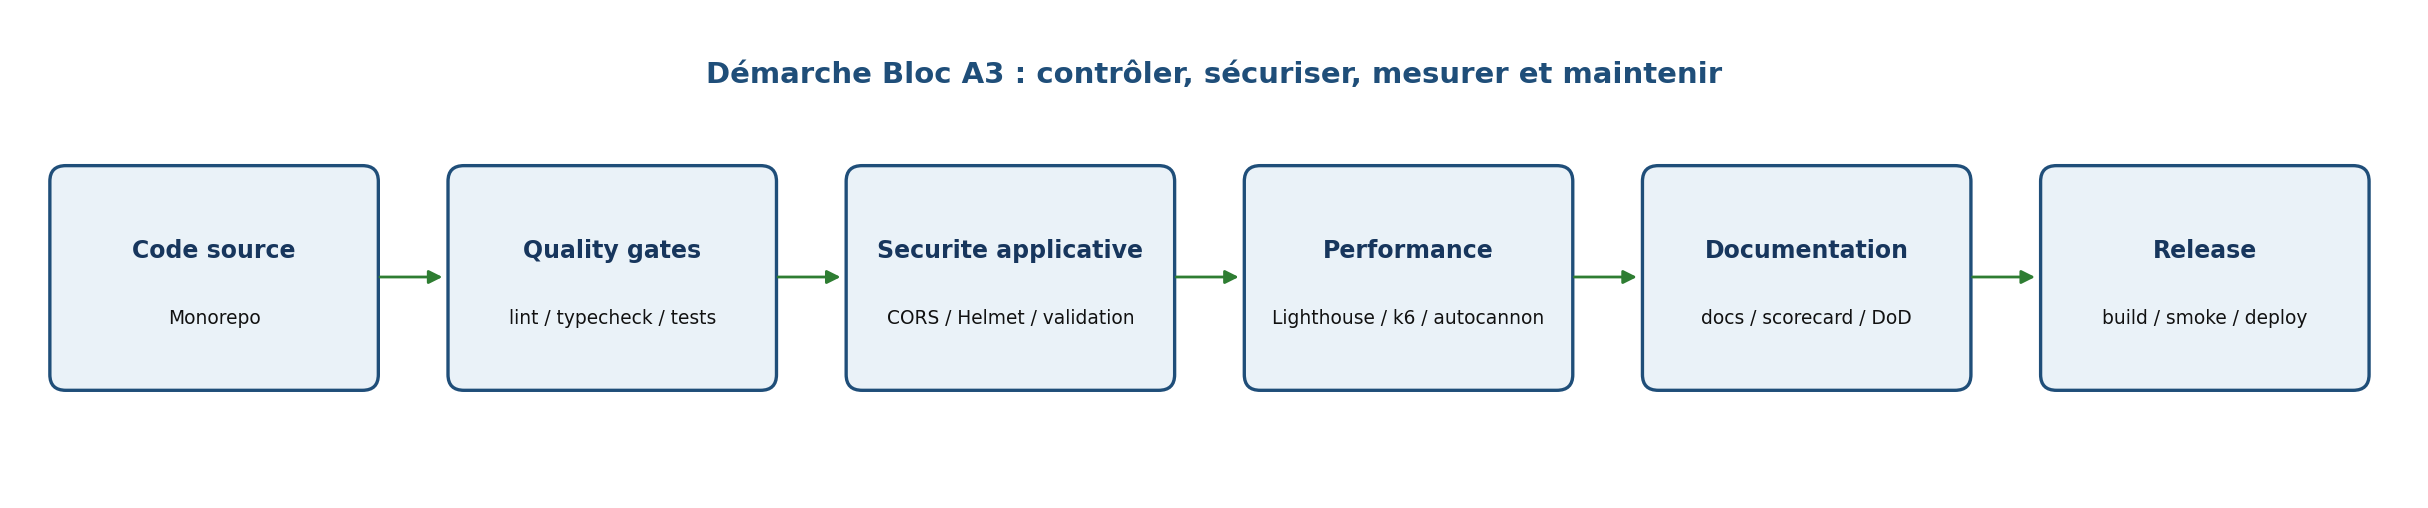 Démarche Bloc A3 : contrôler, sécuriser, mesurer et maintenir
Code source
Monorepo
Quality gates
lint / typecheck / tests
Securite applicative
CORS / Helmet / validation
Performance
Lighthouse / k6 / autocannon
Documentation
docs / scorecard / DoD
Release
build / smoke / deploy